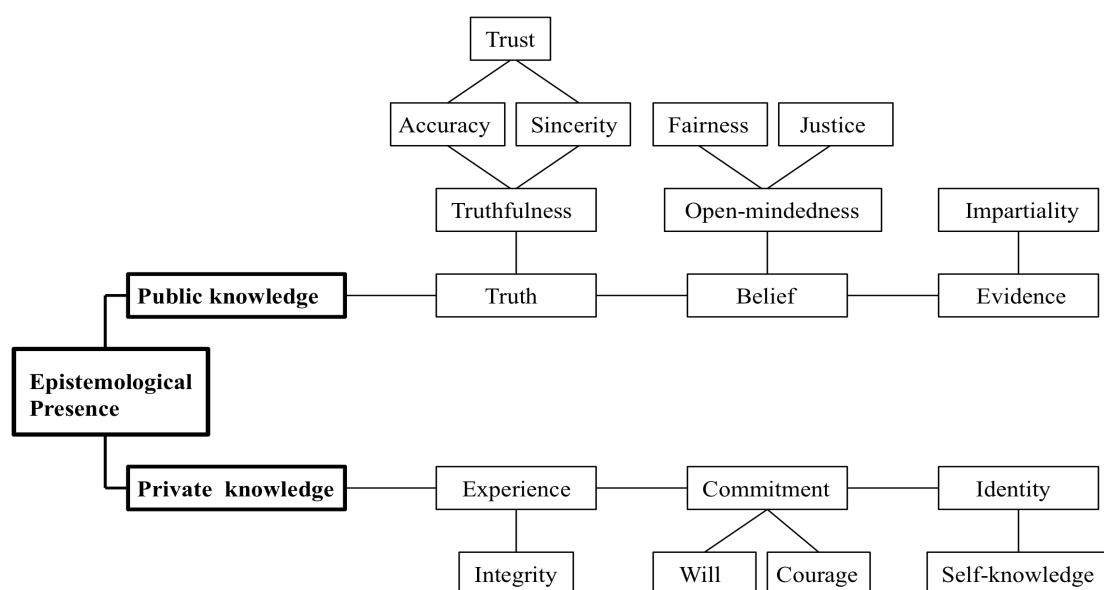 Trust
Accuracy
Sincerity
Fairness
Justice
Truthfulness
Open-mindedness
Impartiality
Public knowledge
Truth
Belief
Evidence
Epistemological
Presence
Private knowledge
Experience
Commitment
Identity
Integrity
Will
Courage
Self-knowledge